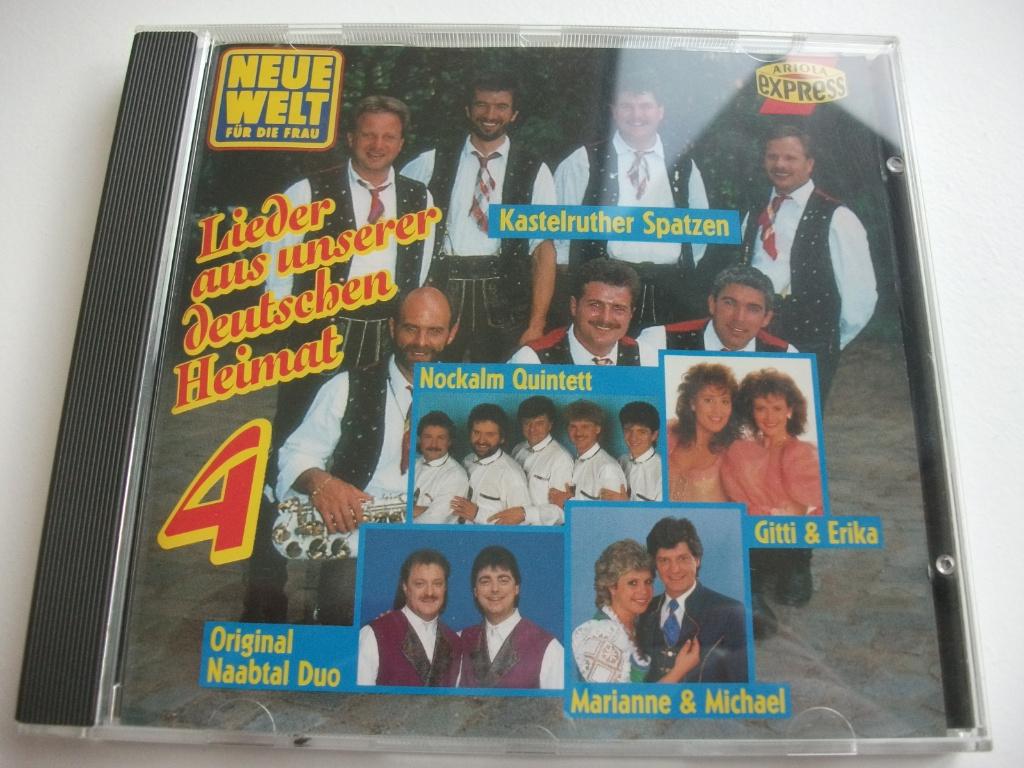 NEUE
WELT
FÜR DIE FRAU
ARIOLA
EXPRESS
Lieder
aus unserer
deutschen
Heimat
4
Kastelruther Spatzen
Nockalm Quintett
Gitti & Erika
Original
Naabtal Duo
Marianne & Michael